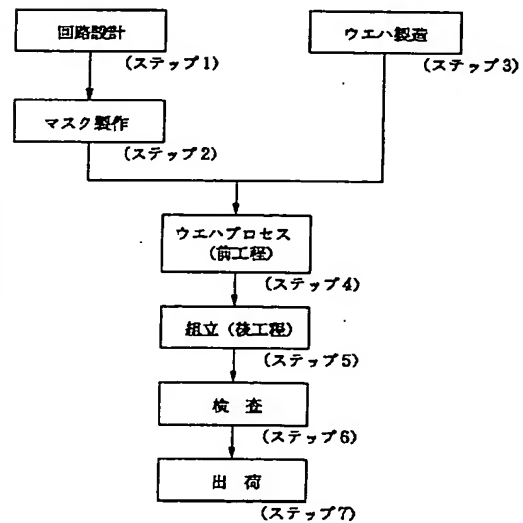 回路設計
(ステップ1)
ウエハ製造
(ステップ3)
マスク製作
(ステップ2)
ウエハプロセス
(前工程)
(ステップ4)
組立(後工程)
(ステップ5)
検 査
(ステップ6)
出 荷
(ステップ7)